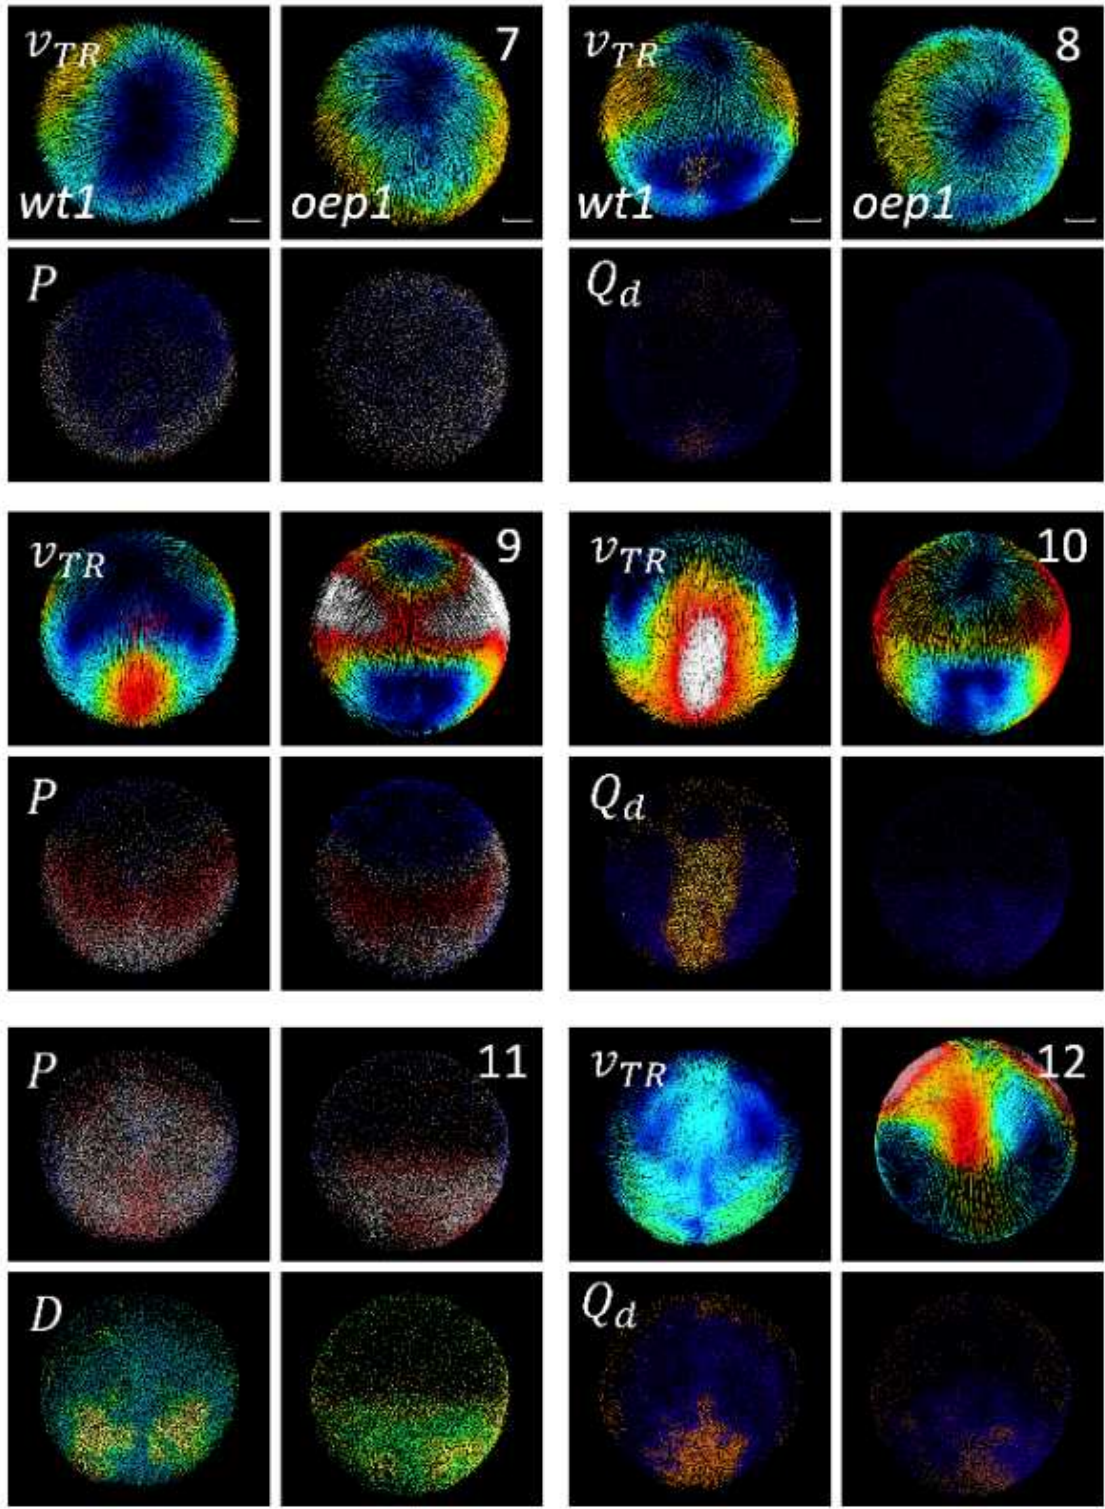 v_TR 7 v_TR 8
wt1 oep1 wt1 oep1
P Q_d
v_TR 9 v_TR 10
P Q_d
P 11 v_TR 12
D Q_d